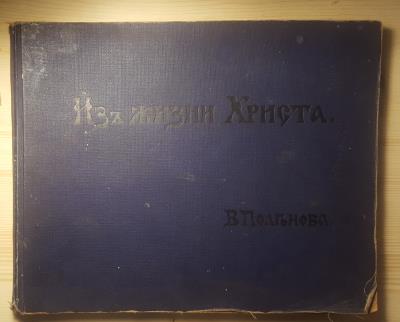 Изъ жизни Христа.
В Полѣнова.